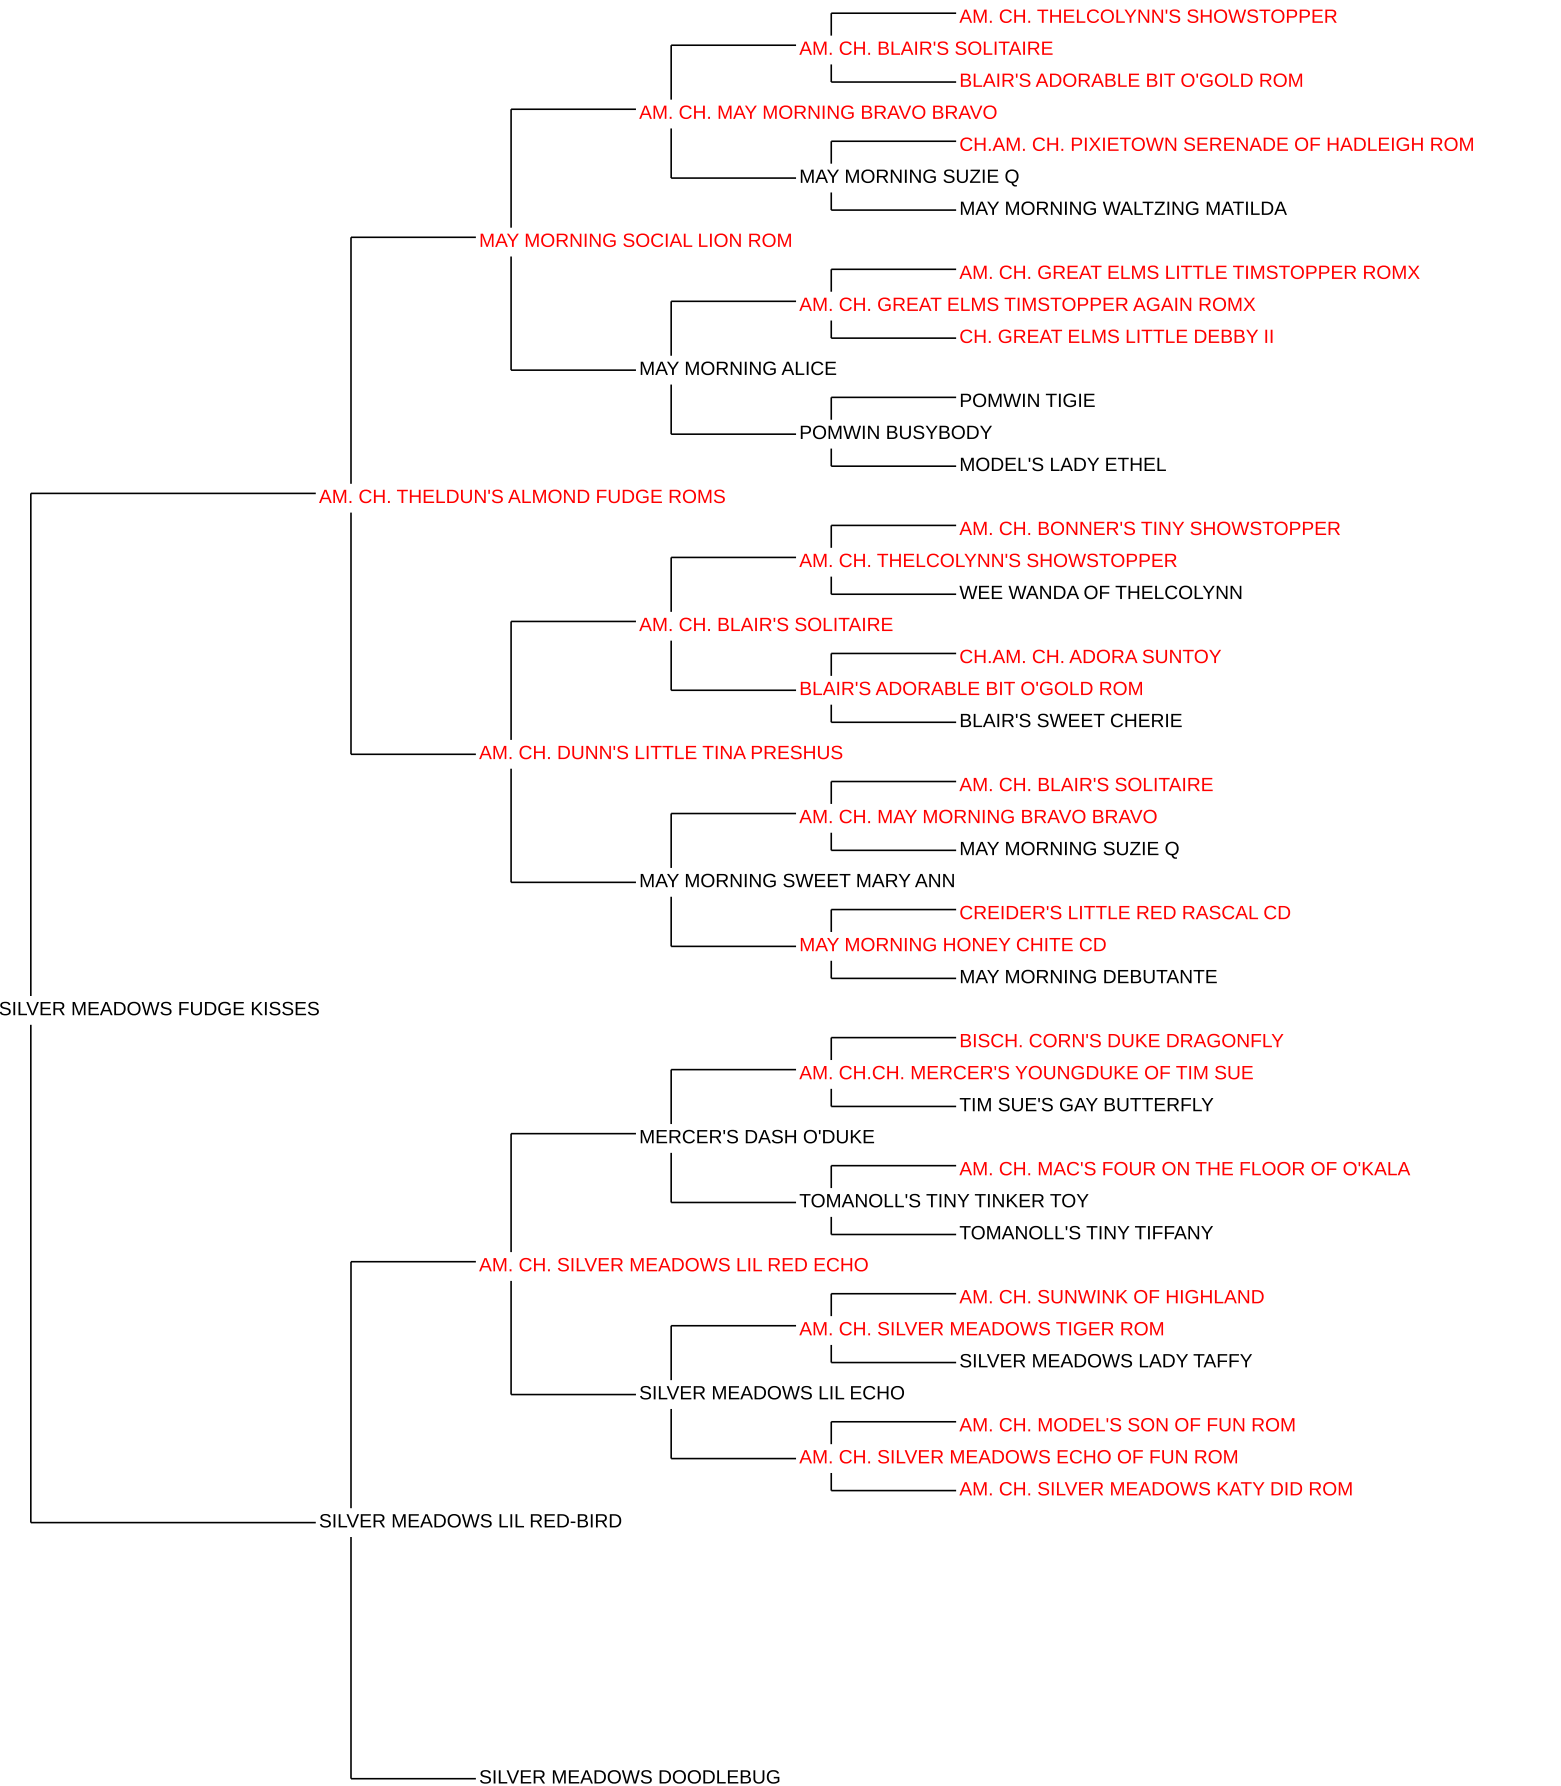 AM. CH. THELCOLYNN'S SHOWSTOPPER
AM. CH. BLAIR'S SOLITAIRE
BLAIR'S ADORABLE BIT O'GOLD ROM
AM. CH. MAY MORNING BRAVO BRAVO
CH.AM. CH. PIXIETOWN SERENADE OF HADLEIGH ROM
MAY MORNING SUZIE Q
MAY MORNING WALTZING MATILDA
MAY MORNING SOCIAL LION ROM
AM. CH. GREAT ELMS LITTLE TIMSTOPPER ROMX
AM. CH. GREAT ELMS TIMSTOPPER AGAIN ROMX
CH. GREAT ELMS LITTLE DEBBY II
MAY MORNING ALICE
POMWIN TIGIE
POMWIN BUSYBODY
MODEL'S LADY ETHEL
AM. CH. THELDUN'S ALMOND FUDGE ROMS
AM. CH. BONNER'S TINY SHOWSTOPPER
AM. CH. THELCOLYNN'S SHOWSTOPPER
WEE WANDA OF THELCOLYNN
AM. CH. BLAIR'S SOLITAIRE
CH.AM. CH. ADORA SUNTOY
BLAIR'S ADORABLE BIT O'GOLD ROM
BLAIR'S SWEET CHERIE
AM. CH. DUNN'S LITTLE TINA PRESHUS
AM. CH. BLAIR'S SOLITAIRE
AM. CH. MAY MORNING BRAVO BRAVO
MAY MORNING SUZIE Q
MAY MORNING SWEET MARY ANN
CREIDER'S LITTLE RED RASCAL CD
MAY MORNING HONEY CHITE CD
MAY MORNING DEBUTANTE
SILVER MEADOWS FUDGE KISSES
BISCH. CORN'S DUKE DRAGONFLY
AM. CH.CH. MERCER'S YOUNGDUKE OF TIM SUE
TIM SUE'S GAY BUTTERFLY
MERCER'S DASH O'DUKE
AM. CH. MAC'S FOUR ON THE FLOOR OF O'KALA
TOMANOLL'S TINY TINKER TOY
TOMANOLL'S TINY TIFFANY
AM. CH. SILVER MEADOWS LIL RED ECHO
AM. CH. SUNWINK OF HIGHLAND
AM. CH. SILVER MEADOWS TIGER ROM
SILVER MEADOWS LADY TAFFY
SILVER MEADOWS LIL ECHO
AM. CH. MODEL'S SON OF FUN ROM
AM. CH. SILVER MEADOWS ECHO OF FUN ROM
AM. CH. SILVER MEADOWS KATY DID ROM
SILVER MEADOWS LIL RED-BIRD
SILVER MEADOWS DOODLEBUG